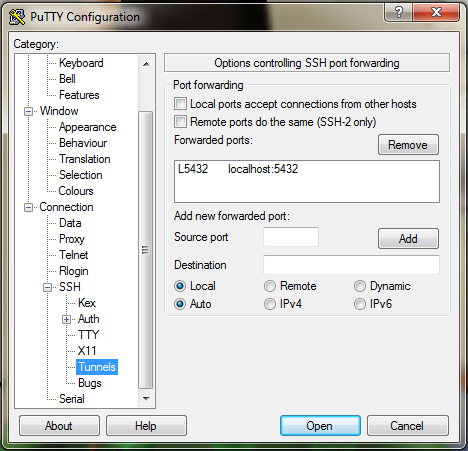 PuTTY Configuration
Category:
Keyboard
Bell
Features
Window
Appearance
Behaviour
Translation
Selection
Colours
Connection
Data
Proxy
Telnet
Rlogin
SSH
Kex
Auth
TTY
X11
Tunnels
Bugs
Serial
Options controlling SSH port forwarding
Port forwarding
Local ports accept connections from other hosts
Remote ports do the same (SSH-2 only)
Forwarded ports:
Remove
L5432 localhost:5432
Add new forwarded port:
Source port
Add
Destination
Local Remote Dynamic
Auto IPv4 IPv6
About Help Open Cancel